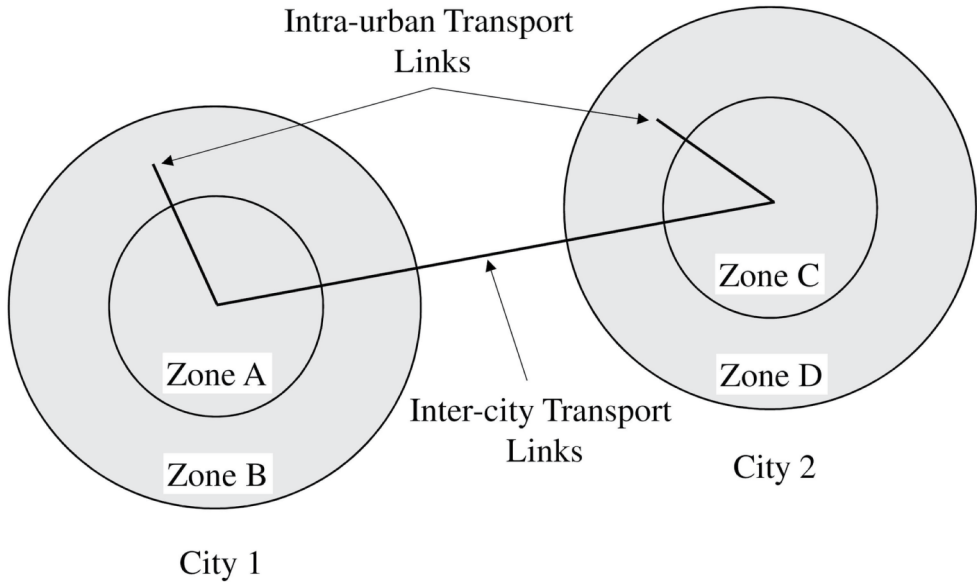 Intra-urban Transport
Links
Zone C
Zone A
Zone D
Inter-city Transport
Links
Zone B
City 2
City 1